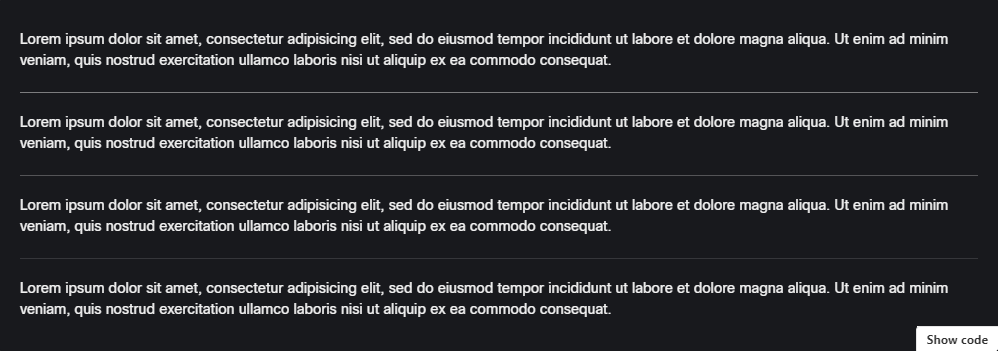 Lorem ipsum dolor sit amet, consectetur adipisicing elit, sed do eiusmod tempor incididunt ut labore et dolore magna aliqua. Ut enim ad minim
veniam, quis nostrud exercitation ullamco laboris nisi ut aliquip ex ea commodo consequat.
Lorem ipsum dolor sit amet, consectetur adipisicing elit, sed do eiusmod tempor incididunt ut labore et dolore magna aliqua. Ut enim ad minim
veniam, quis nostrud exercitation ullamco laboris nisi ut aliquip ex ea commodo consequat.
Lorem ipsum dolor sit amet, consectetur adipisicing elit, sed do eiusmod tempor incididunt ut labore et dolore magna aliqua. Ut enim ad minim
veniam, quis nostrud exercitation ullamco laboris nisi ut aliquip ex ea commodo consequat.
Lorem ipsum dolor sit amet, consectetur adipisicing elit, sed do eiusmod tempor incididunt ut labore et dolore magna aliqua. Ut enim ad minim
veniam, quis nostrud exercitation ullamco laboris nisi ut aliquip ex ea commodo consequat.
Show code